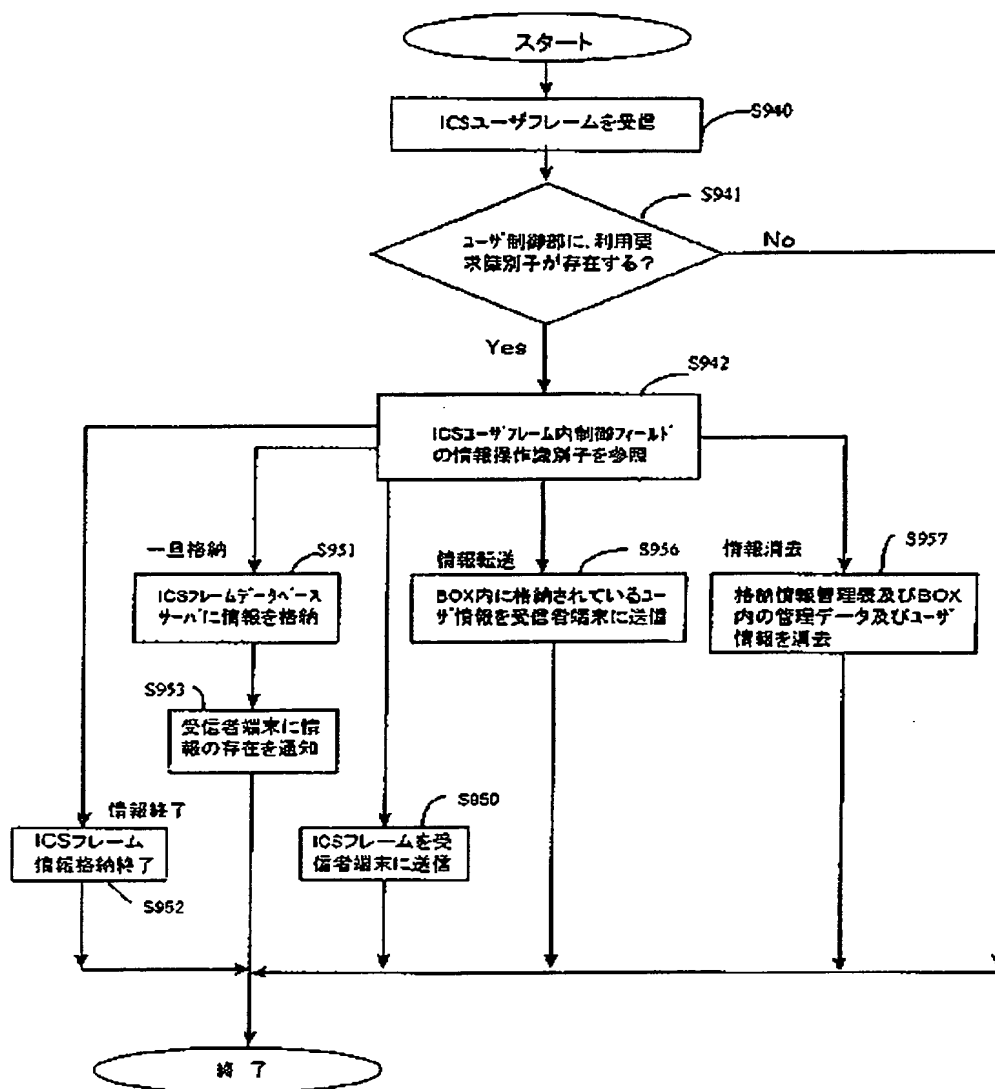 スタート
ICSユーザフレームを受信
S940
S941
ユーザ制御部に、利用要
求識別子が存在する?
No
Yes
S942
ICSユーザフレーム内制御フィールド
の情報操作識別子を参照
一旦格納
S951
ICSフレームデータベース
サーバに情報を格納
情報転送
S956
BOX内に格納されているユー
ザ情報を受信者端末に送信
情報消去
S957
格納情報管理表及びBOX
内の管理データ及びユーザ
情報を消去
S953
受信者端末に情
報の存在を通知
情報終了
ICSフレーム
情報格納終了
S952
S950
ICSフレームを受
信者端末に送信
終 了